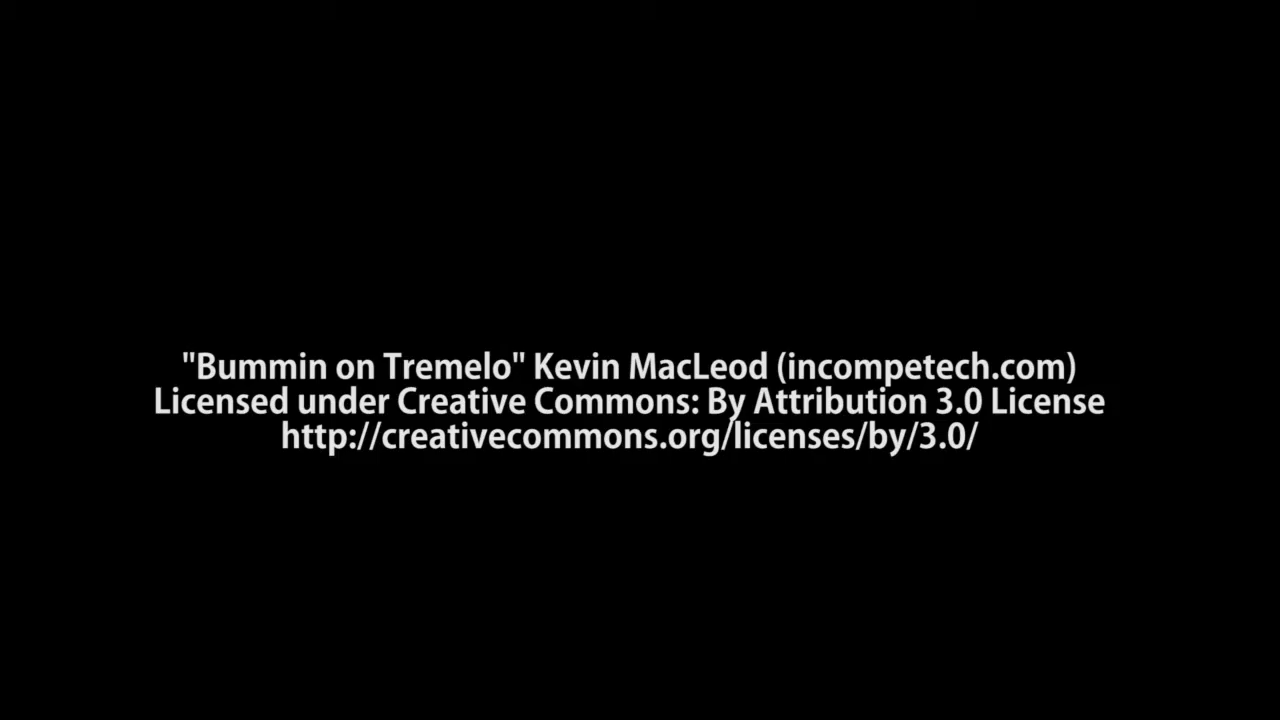 "Bummin on Tremelo" Kevin MacLeod (incompetech.com)
Licensed under Creative Commons: By Attribution 3.0 License
http://creativecommons.org/licenses/by/3.0/